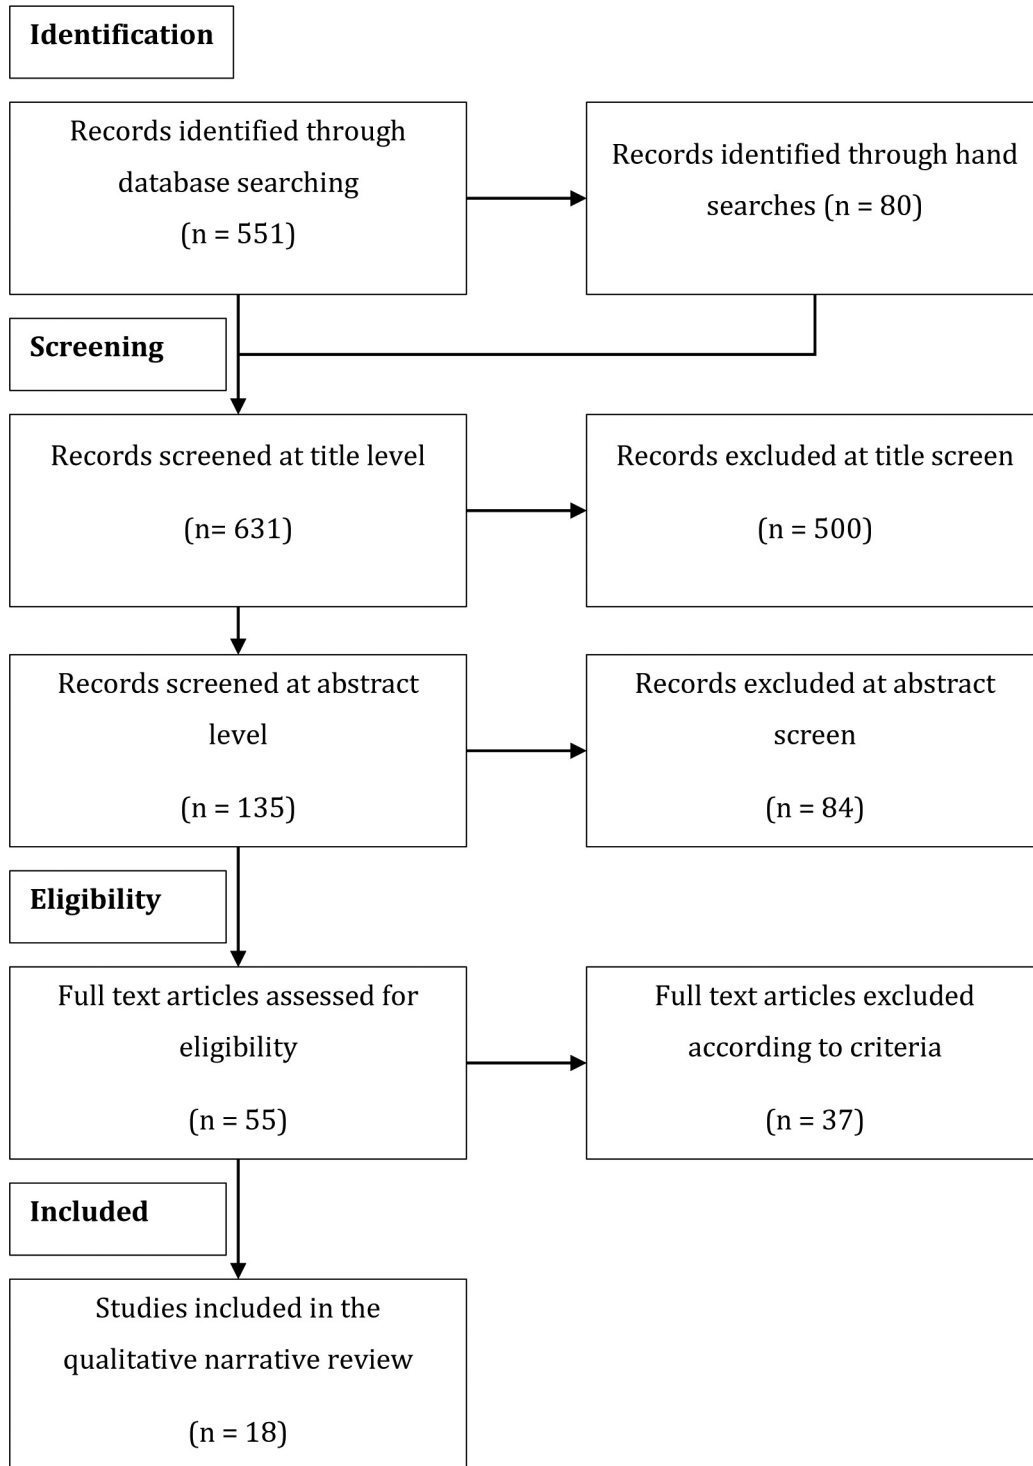 Identification
Records identified through
database searching
(n = 551)
Records identified through hand
searches (n = 80)
Screening
Records screened at title level
(n= 631)
Records excluded at title screen
(n = 500)
Records screened at abstract
level
(n = 135)
Records excluded at abstract
screen
(n = 84)
Eligibility
Full text articles assessed for
eligibility
(n = 55)
Full text articles excluded
according to criteria
(n = 37)
Included
Studies included in the
qualitative narrative review
(n = 18)